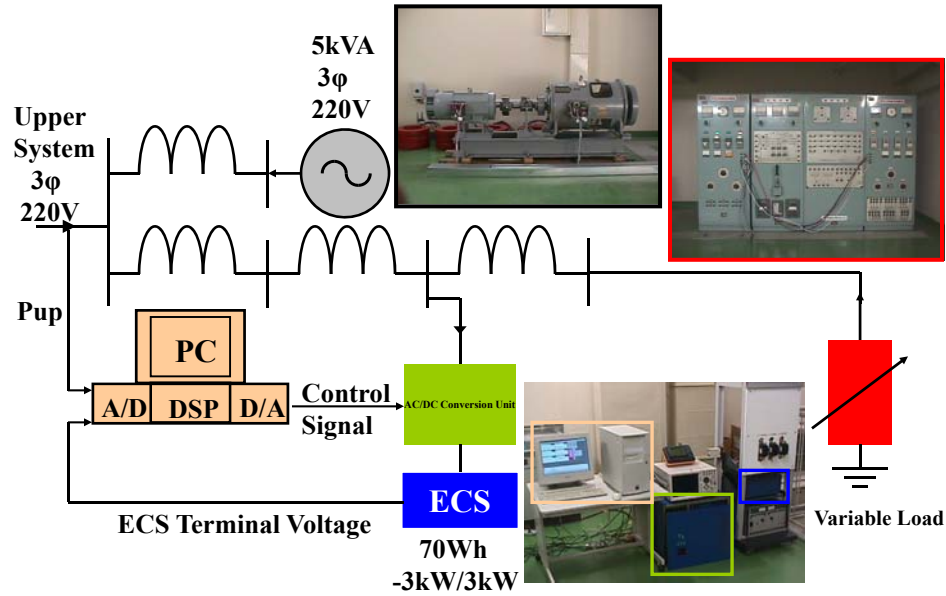 5kVA
3φ
220V
Upper
System
3φ
220V
Pup
PC
A/D
DSP
D/A
Control
Signal
AC/DC Conversion Unit
ECS
ECS Terminal Voltage
70Wh
-3kW/3kW
Variable Load